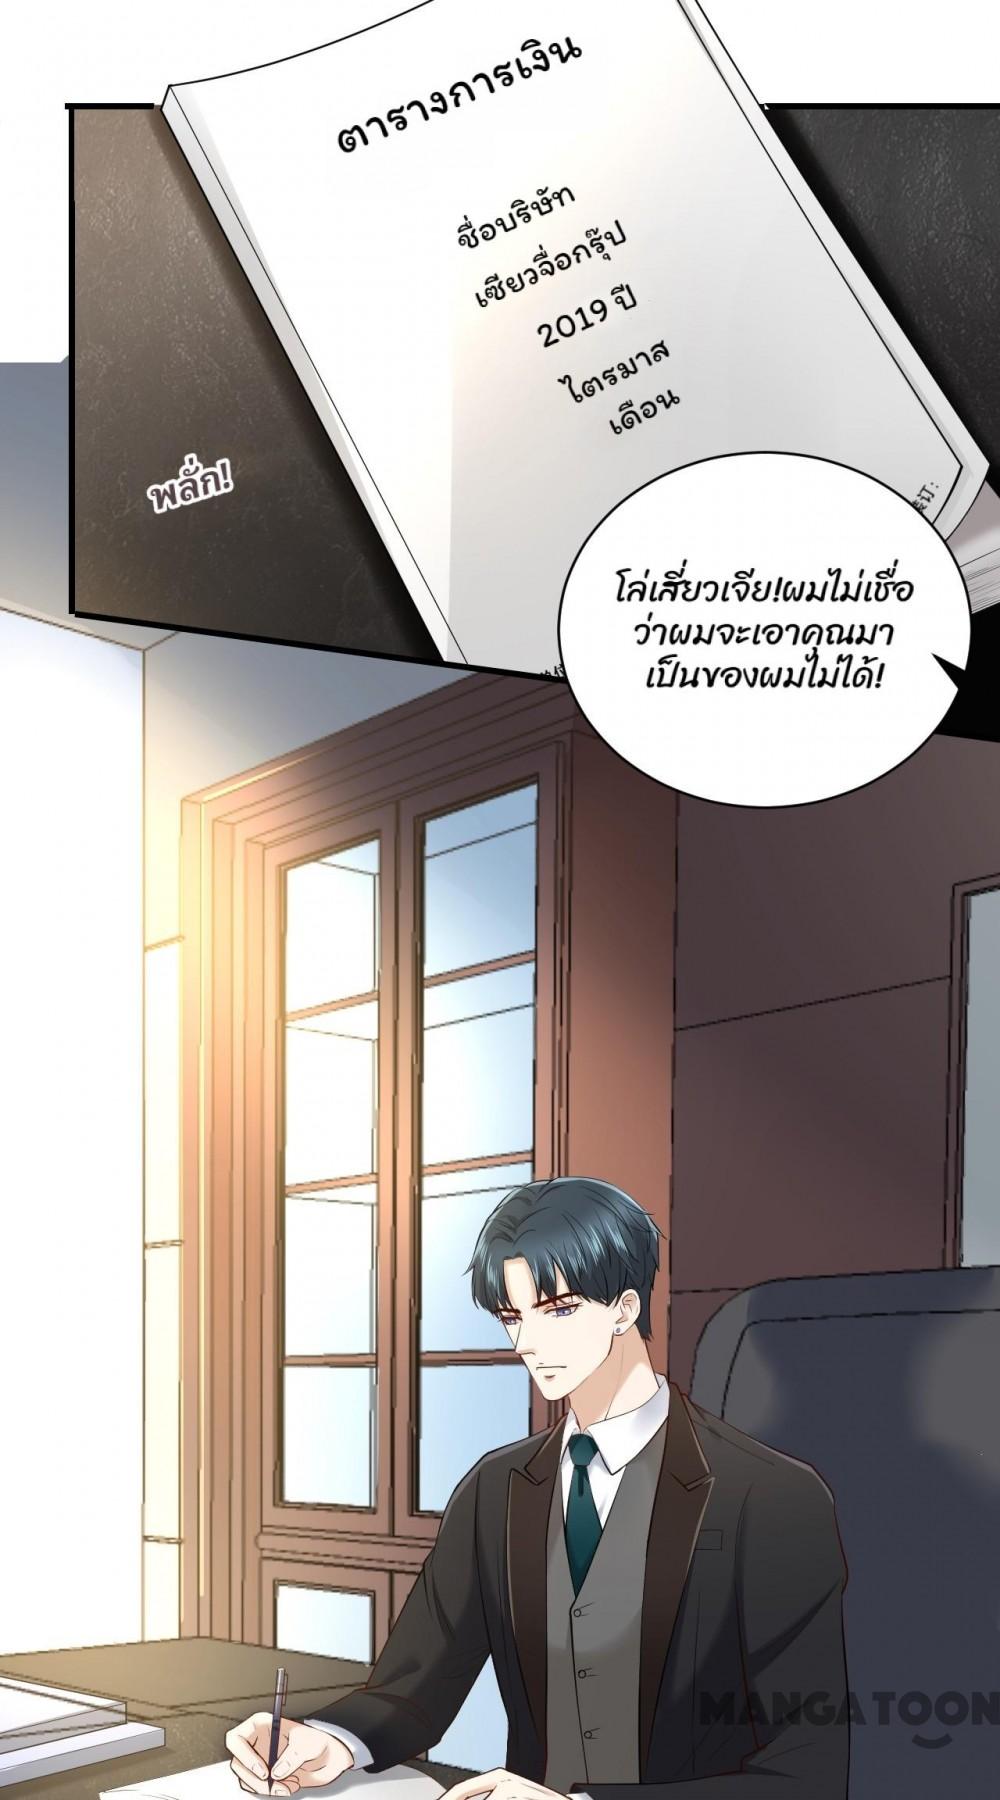 ตารางการเงิน
ชื่อบริษัท
เซียวจื่อกรุ๊ป
2019 ปี
ไตรมาส
เดือน
พลั่ก!
โล่เสี่ยวเจีย!ผมไม่เชื่อ
ว่าผมจะเอาคุณมา
เป็นของผมไม่ได้!
MANGATOON